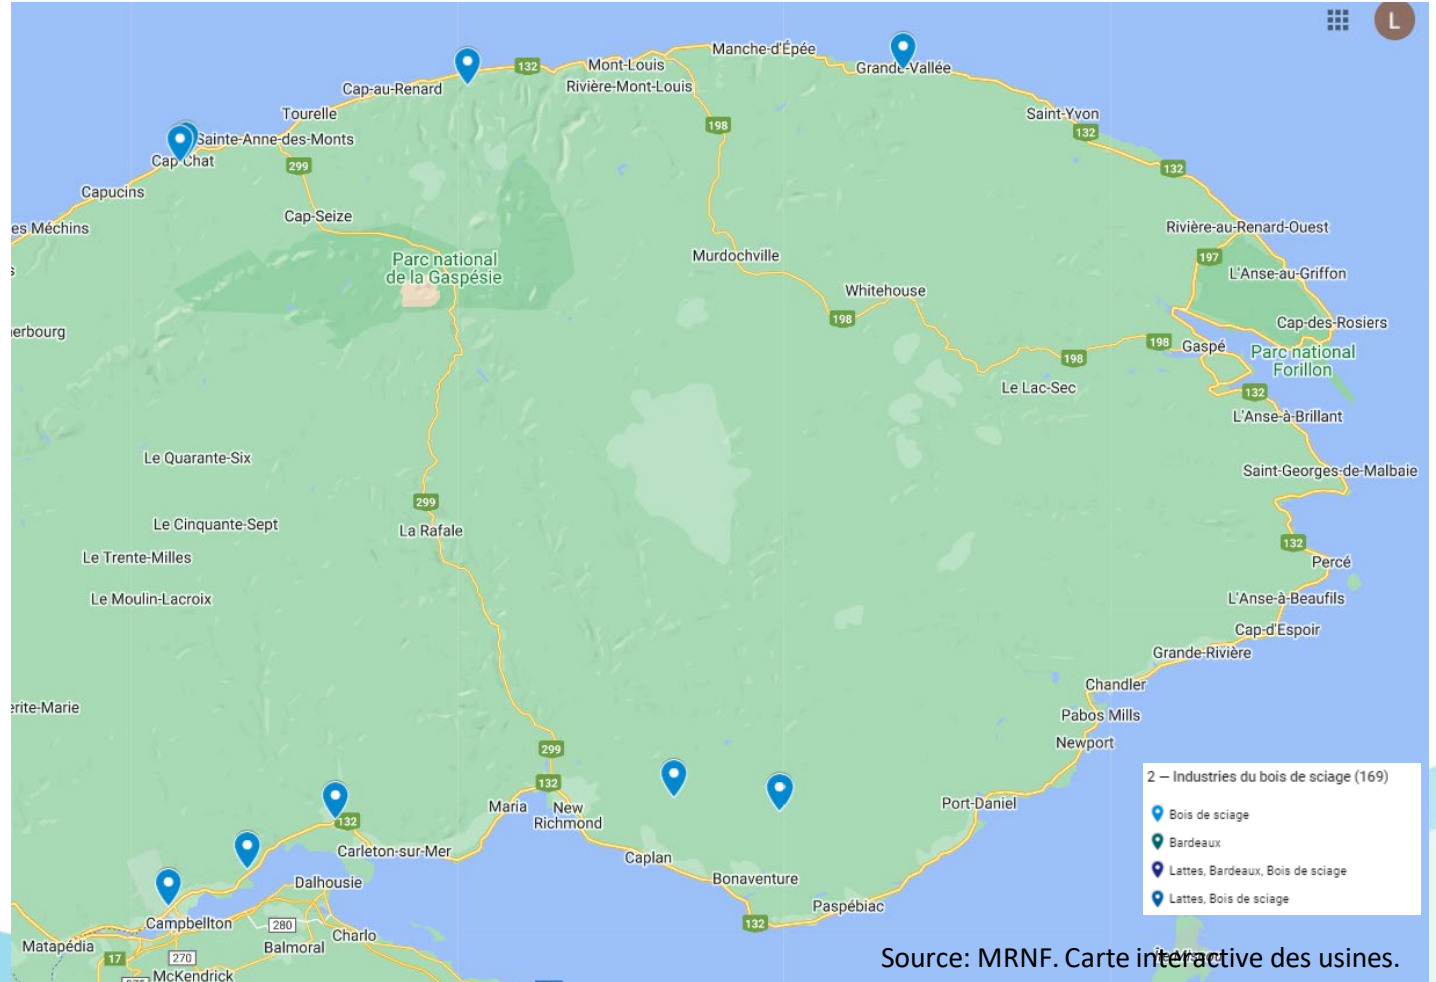 L
Manche-d'Épée
132
Mont-Louis
Grande-Vallée
Cap-au-Renard
Rivière-Mont-Louis
Tourelle
Saint-Yvon
198
132
Sainte-Anne-des-Monts
Cap-Chat
299
132
Capucins
Cap-Seize
es Méchins
Rivière-au-Renard-Ouest
Parc national
de la Gaspésie
Murdochville
197
s
L'Anse-au-Griffon
Whitehouse
198
Cap-des-Rosiers
erbourg
198
Gaspé
Parc national
Forillon
198
Le Lac-Sec
132
L'Anse-à-Brillant
Le Quarante-Six
Saint-Georges-de-Malbaie
299
Le Cinquante-Sept
La Rafale
132
Le Trente-Milles
Percé
Le Moulin-Lacroix
L'Anse-à-Beaufils
Cap-d'Espoir
Grande-Rivière
Chandler
erite-Marie
Pabos Mills
Newport
299
132
Maria
New
Richmond
Port-Daniel
132
Carleton-sur-Mer
Caplan
Bonaventure
Dalhousie
Paspébiac
132
Campbellton
280
Charlo
Matapédia
Balmoral
17
270
McKendrick
2 — Industries du bois de sciage (169)
Bois de sciage
Bardeaux
Lattes, Bardeaux, Bois de sciage
Lattes, Bois de sciage
Source: MRNF. Carte interactive des usines.